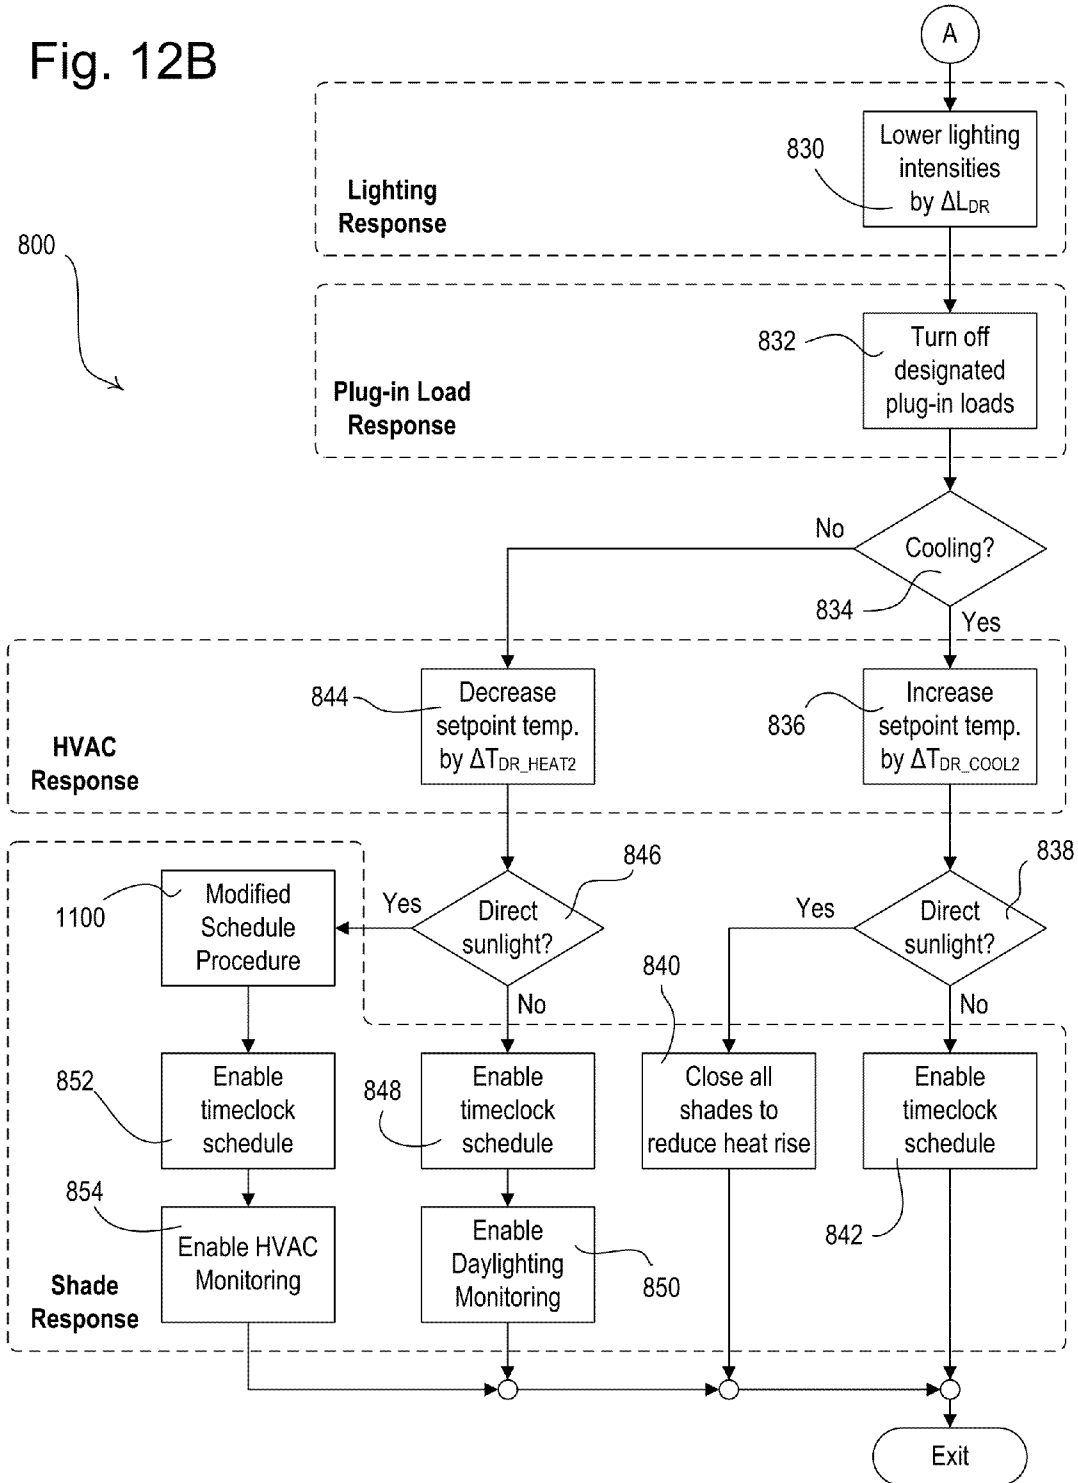 Fig. 12B
A
Lower lighting
intensities
by ΔLDR
830
Lighting
Response
800
Turn off
designated
plug-in loads
832
Plug-in Load
Response
Cooling?
834
No
Yes
Decrease
setpoint temp.
by ΔTDR_HEAT2
844
Increase
setpoint temp.
by ΔTDR_COOL2
836
HVAC
Response
Modified
Schedule
Procedure
1100
Yes
Direct
sunlight?
846
No
Yes
Direct
sunlight?
838
No
840
Enable
timeclock
schedule
852
Enable
timeclock
schedule
848
Close all
shades to
reduce heat rise
Enable
timeclock
schedule
842
854
Enable HVAC
Monitoring
Enable
Daylighting
Monitoring
850
Shade
Response
Exit